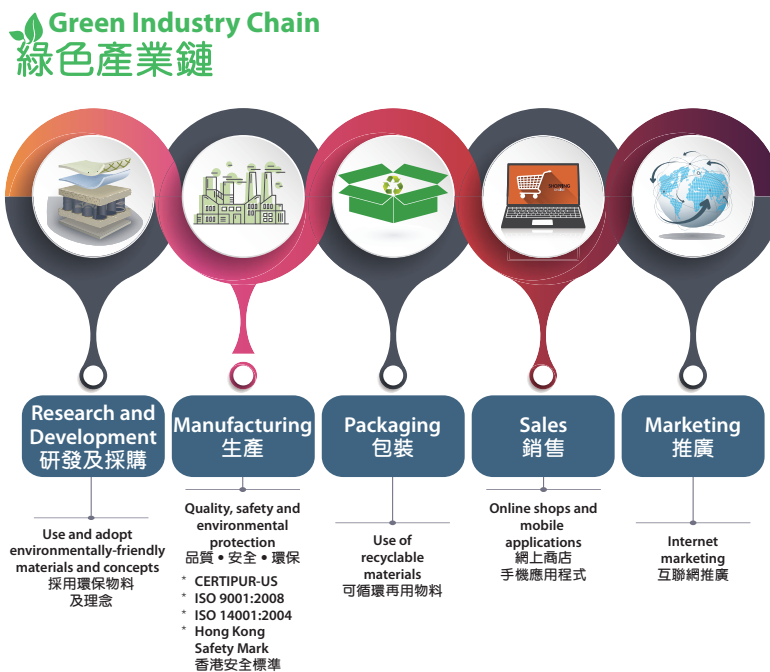 Green Industry Chain
綠色產業鏈
SHOPPING
Research and
Development
研發及採購
Use and adopt
environmentally-friendly
materials and concepts
採用環保物料
及理念
Manufacturing
生產
Quality, safety and
environmental
protection
品質 • 安全 • 環保
* CERTIPUR-US
* ISO 9001:2008
* ISO 14001:2004
* Hong Kong
Safety Mark
香港安全標準
Packaging
包裝
Use of
recyclable
materials
可循環再用物料
Sales
銷售
Online shops and
mobile
applications
網上商店
手機應用程式
Marketing
推廣
Internet
marketing
互聯網推廣